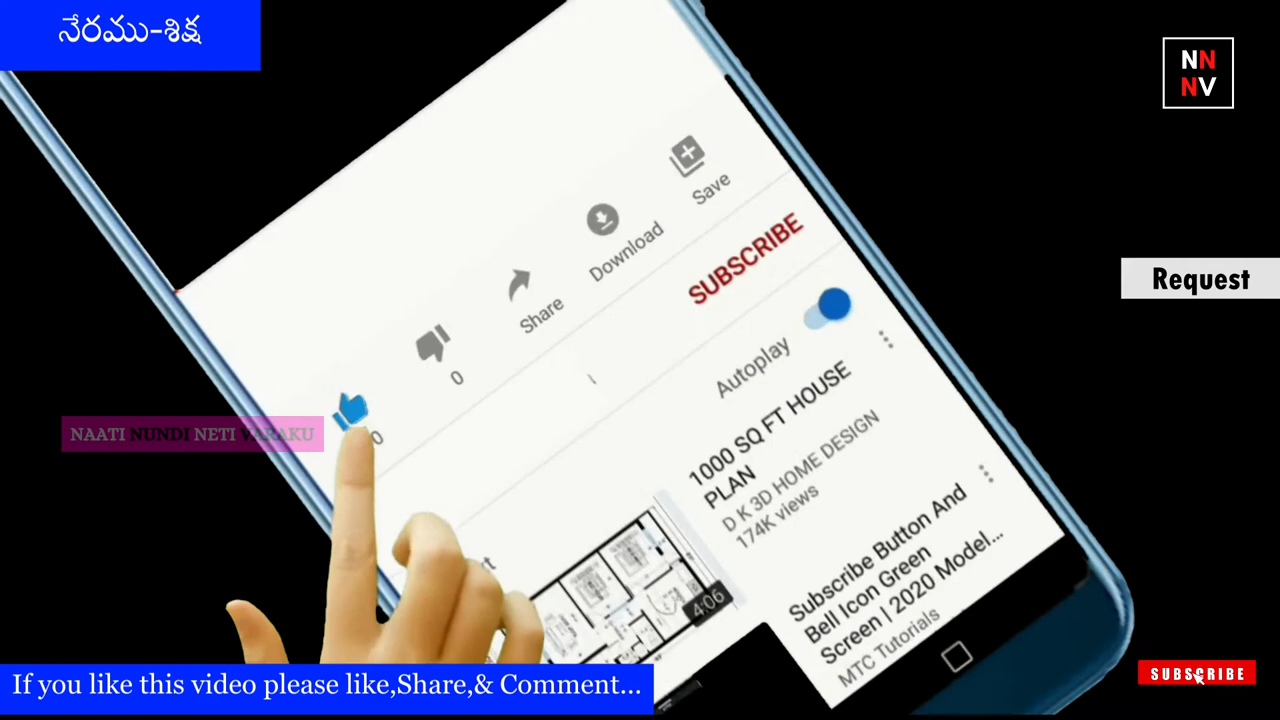 నేరము-శిక్ష
NN
NV
Save
Download
Share
SUBSCRIBE
0
0
Autoplay
Request
NAATI NUNDI NETI VARAKU
1000 SQ FT HOUSE
PLAN
D K 3D HOME DESIGN
174K views
4:06
Subscribe Button And
Bell Icon Green
Screen | 2020 Model...
MTC Tutorials
If you like this video please like,Share,& Comment...
SUBSCRIBE